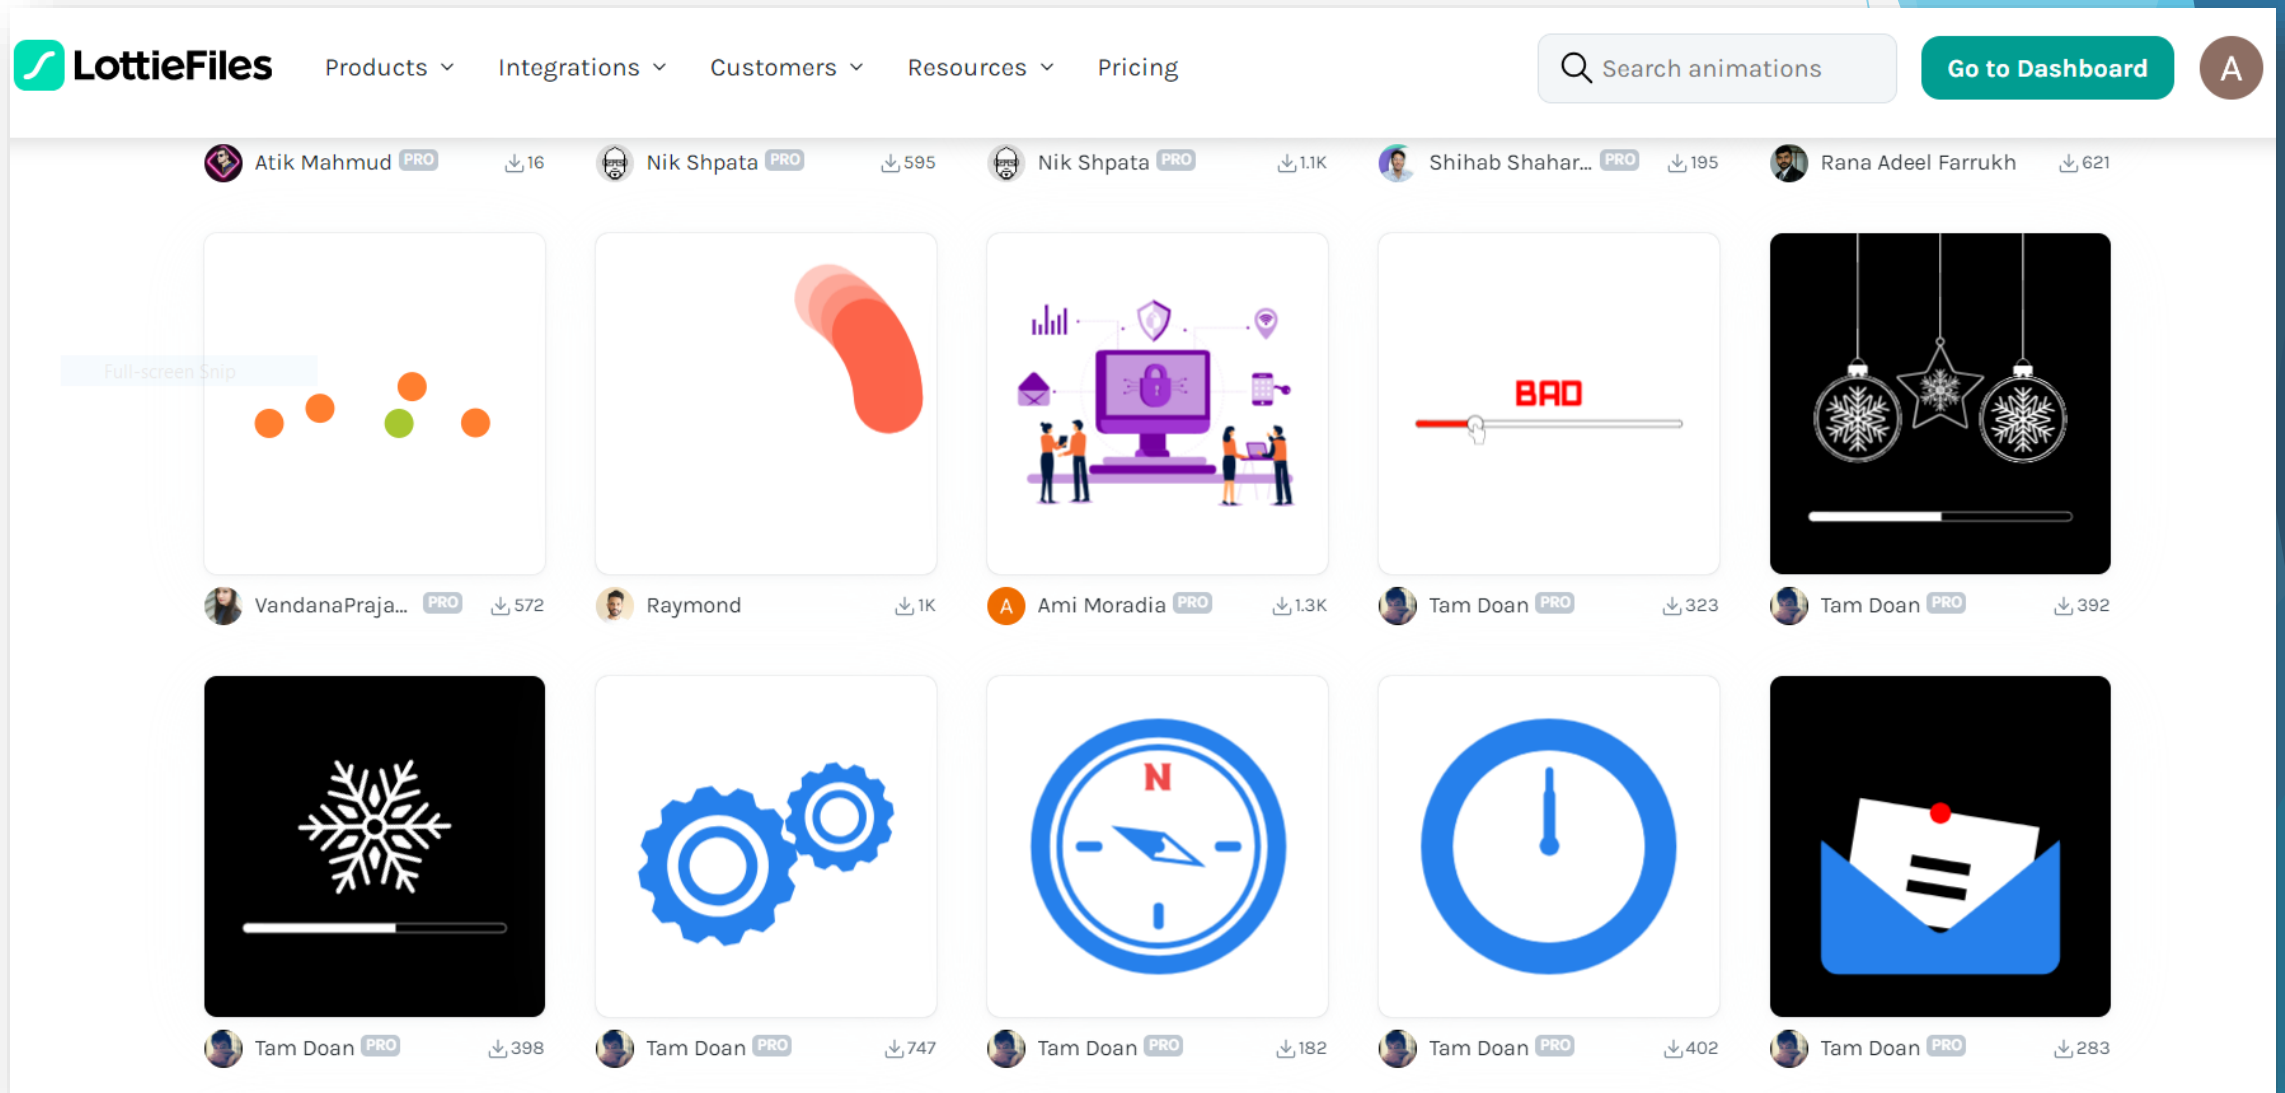 LottieFiles Products Integrations Customers Resources Pricing Search animations Go to Dashboard A
Atik Mahmud PRO 16 Nik Shpata PRO 595 Nik Shpata PRO 1.1K Shihab Shahar... PRO 195 Rana Adeel Farrukh 621
Full-screen Snip
BAD
VandanaPraja... PRO 572 Raymond 1K A Ami Moradia PRO 1.3K Tam Doan PRO 323 Tam Doan PRO 392
N
Tam Doan PRO 398 Tam Doan PRO 747 Tam Doan PRO 182 Tam Doan PRO 402 Tam Doan PRO 283